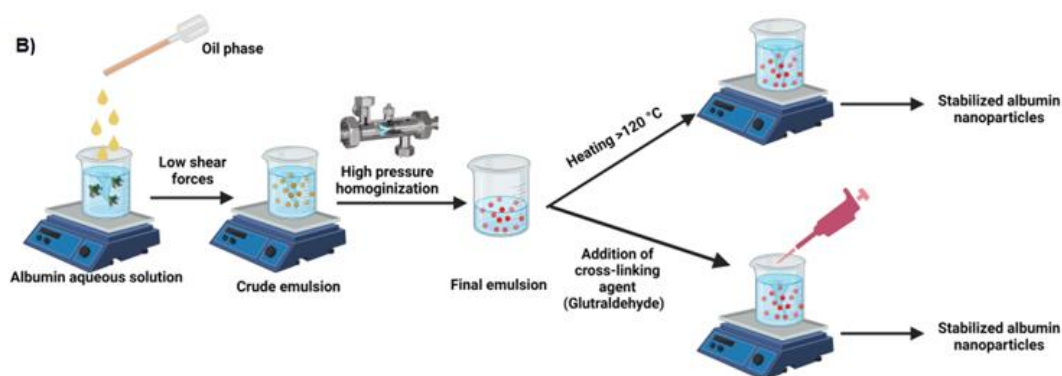 B)
Oil phase
Albumin aqueous solution
Low shear
forces
Crude emulsion
High pressure
homoginization
Final emulsion
Heating >120 °C
Stabilized albumin
nanoparticles
Addition of
cross-linking
agent
(Glutraldehyde)
Stabilized albumin
nanoparticles